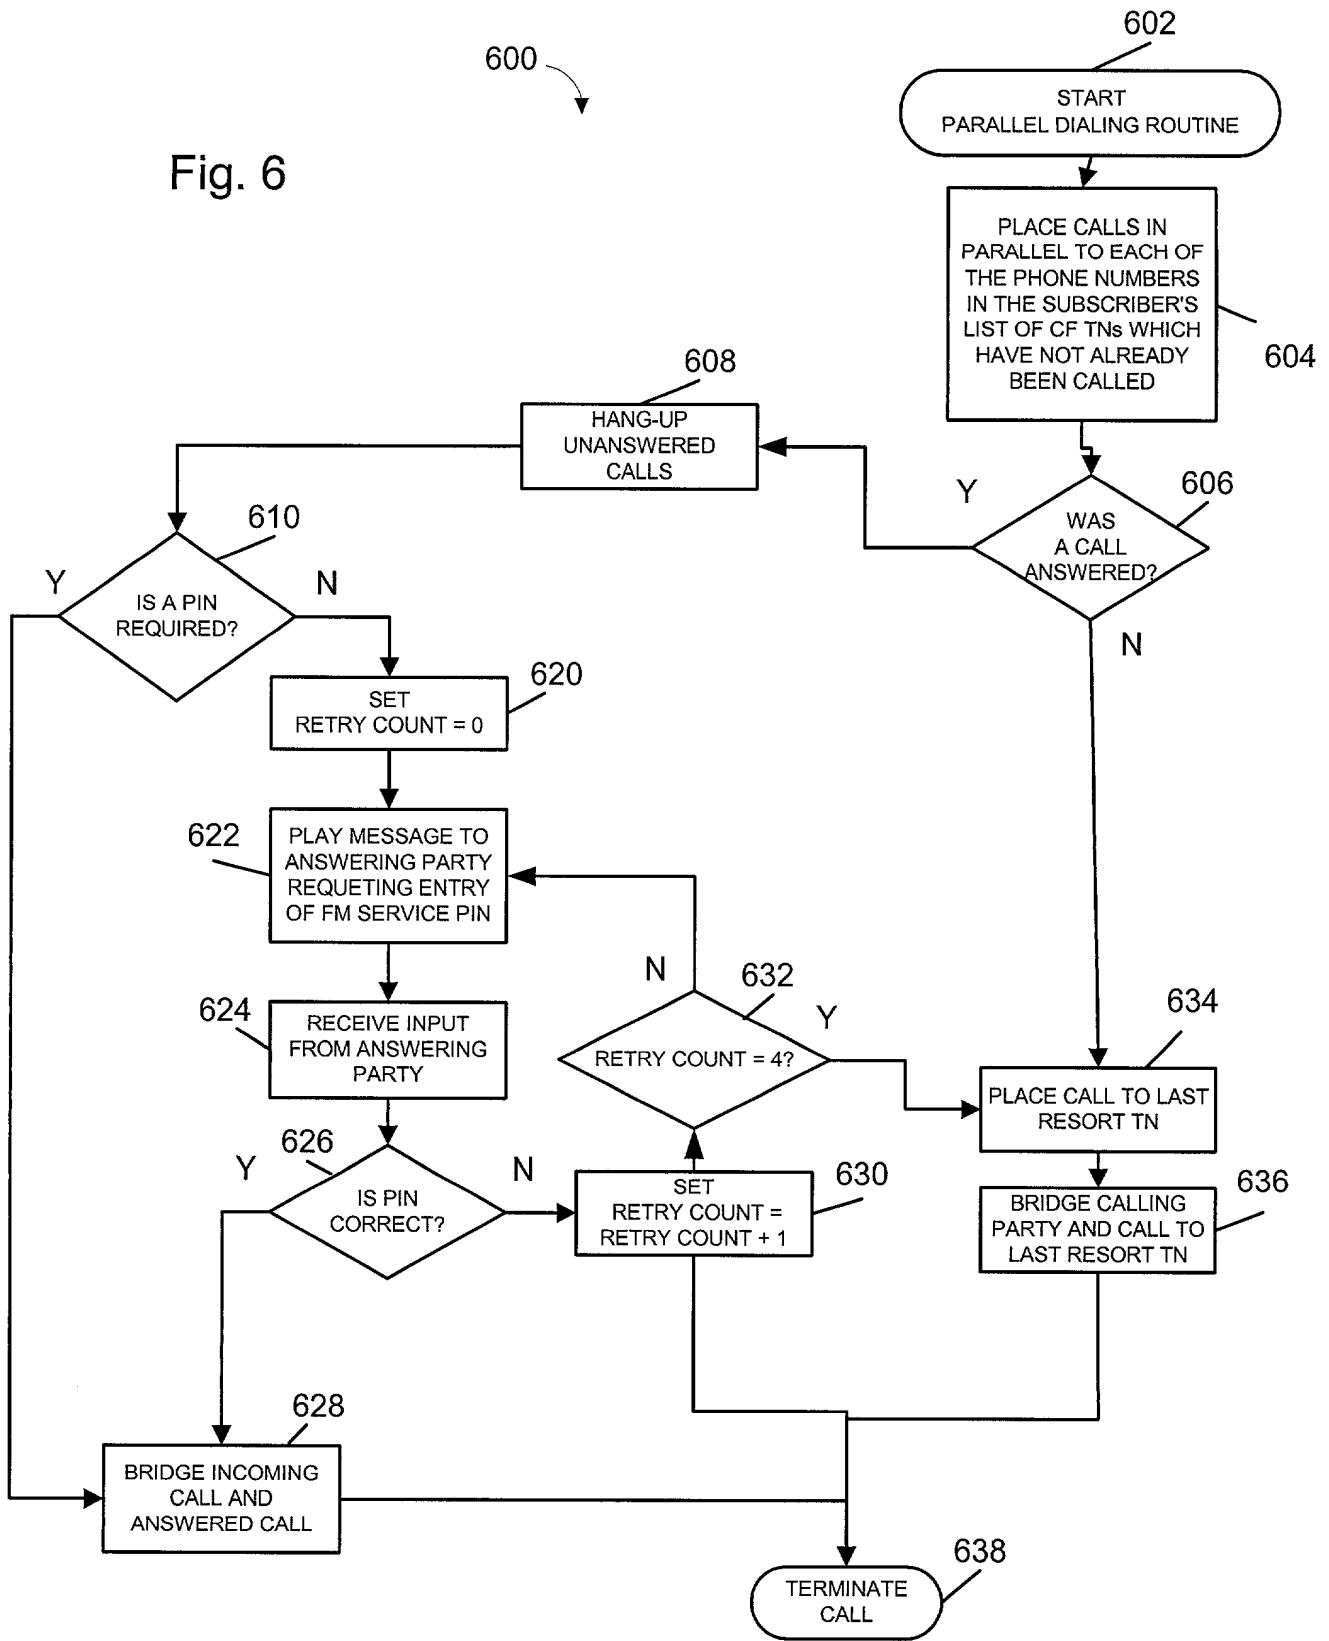 600
602
START
PARALLEL DIALING ROUTINE
Fig. 6
PLACE CALLS IN
PARALLEL TO EACH OF
THE PHONE NUMBERS
IN THE SUBSCRIBER'S
LIST OF CF TNs WHICH
HAVE NOT ALREADY
BEEN CALLED
604
608
HANG-UP
UNANSWERED
CALLS
Y
606
WAS
A CALL
ANSWERED?
N
610
Y
IS A PIN
REQUIRED?
N
620
SET
RETRY COUNT = 0
622
PLAY MESSAGE TO
ANSWERING PARTY
REQUETING ENTRY
OF FM SERVICE PIN
624
RECEIVE INPUT
FROM ANSWERING
PARTY
N
632
Y
RETRY COUNT = 4?
634
PLACE CALL TO LAST
RESORT TN
626
Y
IS PIN
CORRECT?
N
SET
RETRY COUNT =
RETRY COUNT + 1
630
BRIDGE CALLING
PARTY AND CALL TO
LAST RESORT TN
636
628
BRIDGE INCOMING
CALL AND
ANSWERED CALL
638
TERMINATE
CALL